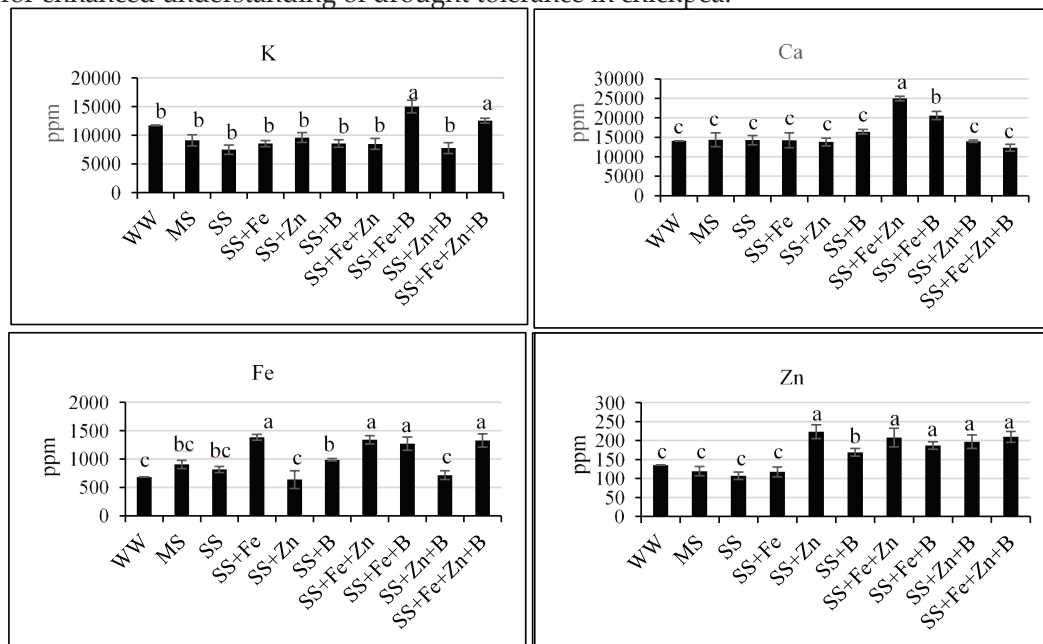 for enhanced understanding of drought tolerance in chickpea.
K
ppm
20000
15000
10000
5000
0
b b b b b b b a b a
WW MS SS SS+Fe SS+Zn SS+B SS+Fe+Zn SS+Fe+B SS+Zn+B SS+Fe+Zn+B
Ca
ppm
30000
25000
20000
15000
10000
5000
0
c c c c c c a b c c
WW MS SS SS+Fe SS+Zn SS+B SS+Fe+Zn SS+Fe+B SS+Zn+B SS+Fe+Zn+B
Fe
ppm
2000
1500
1000
500
0
c bc bc a c b a a c a
WW MS SS SS+Fe SS+Zn SS+B SS+Fe+Zn SS+Fe+B SS+Zn+B SS+Fe+Zn+B
Zn
ppm
300
250
200
150
100
50
0
c c c c a b a a a a
WW MS SS SS+Fe SS+Zn SS+B SS+Fe+Zn SS+Fe+B SS+Zn+B SS+Fe+Zn+B